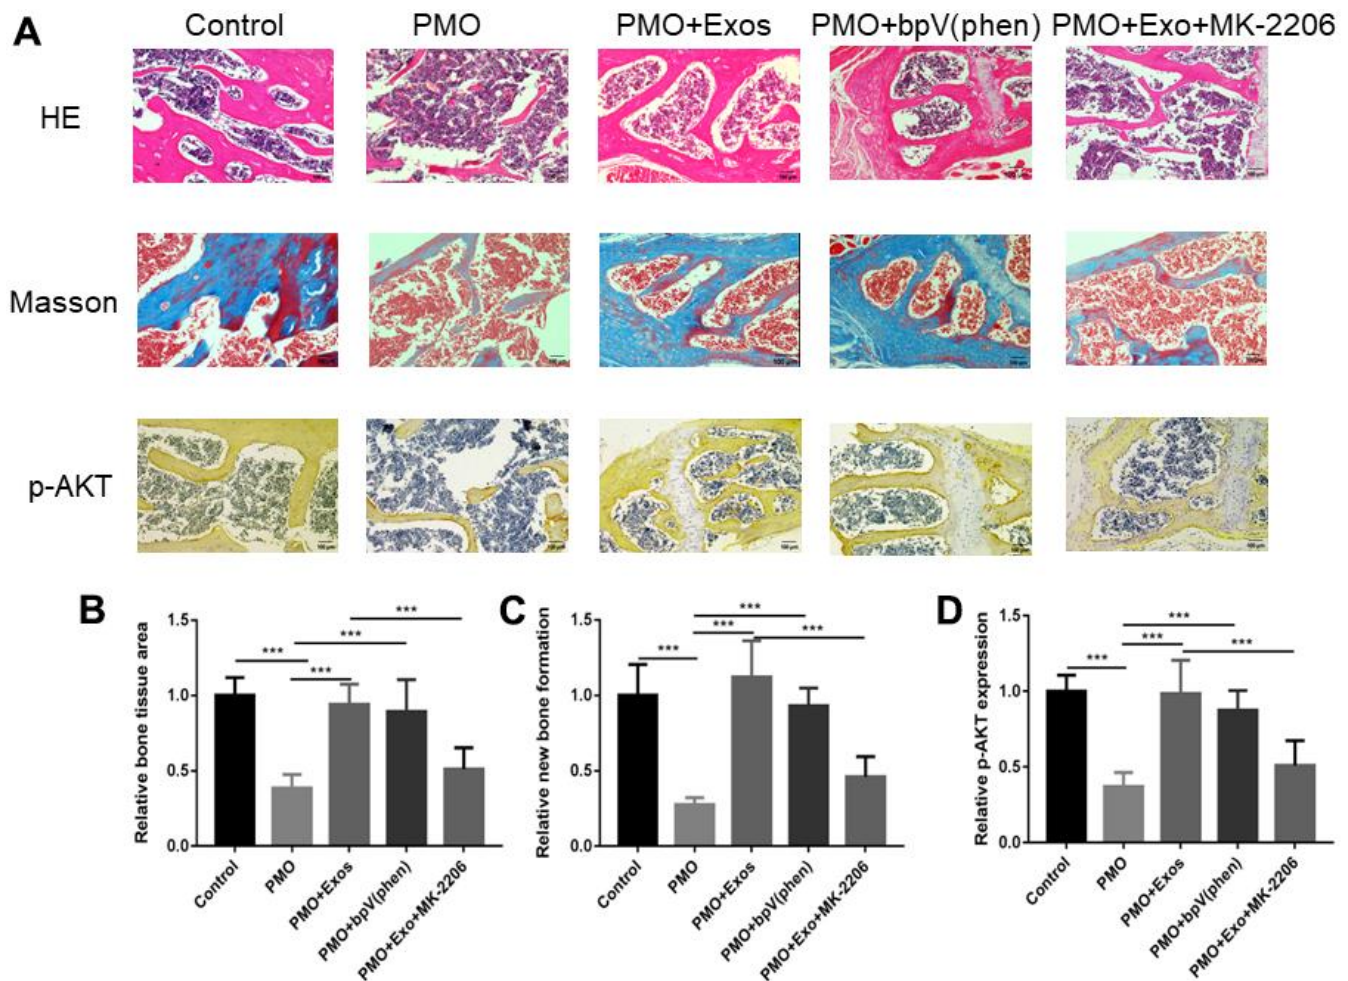 A
Control PMO PMO+Exos PMO+bpV(phen) PMO+Exo+MK-2206
HE
Masson
p-AKT
B
Relative bone tissue area
1.5
1.0
0.5
0.0
***
***
***
***
Control
PMO
PMO+Exos
PMO+bpV(phen)
PMO+Exo+MK-2206
C
Relative new bone formation
1.5
1.0
0.5
0.0
***
***
***
***
Control
PMO
PMO+Exos
PMO+bpV(phen)
PMO+Exo+MK-2206
D
Relative p-AKT expression
1.5
1.0
0.5
0.0
***
***
***
***
Control
PMO
PMO+Exos
PMO+bpV(phen)
PMO+Exo+MK-2206